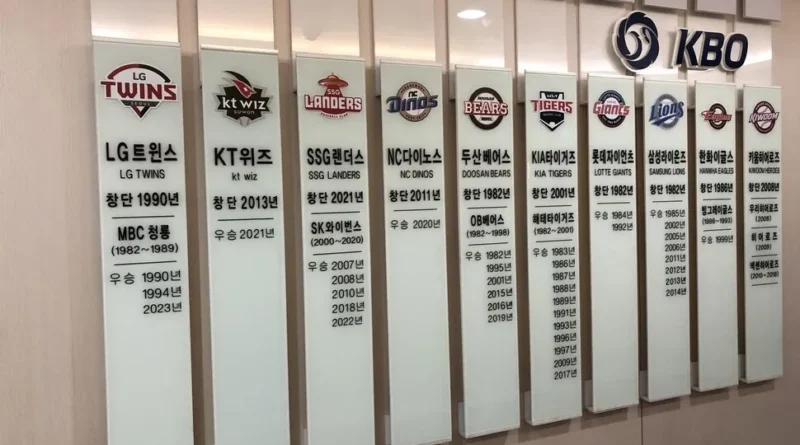 KBO
LG
TWINS
SEOUL
LG트윈스
LG TWINS
창단 1990년
MBC 청룡
(1982~1989)
우승 1990년
1994년
2023년
kt wiz
SUWON
KT위즈
kt wiz
창단 2013년
우승 2021년
SSG
LANDERS
SSG랜더스
SSG LANDERS
창단 2021년
SK와이번스
(2000~2020)
우승 2007년
2008년
2010년
2018년
2022년
NC
Dinos
NC다이노스
NC DINOS
창단 2011년
우승 2020년
DOOSAN
BEARS
두산베어스
DOOSAN BEARS
창단 1982년
OB베어스
(1982~1998)
우승 1982년
1995년
2001년
2015년
2016년
2019년
KIA
TIGERS
KIA타이거즈
KIA TIGERS
창단 2001년
해태타이거즈
(1982~2001)
우승 1983년
1986년
1987년
1988년
1989년
1991년
1993년
1996년
1997년
2009년
2017년
Giants
롯데자이언츠
LOTTE GIANTS
창단 1982년
우승 1984년
1992년
Lions
삼성라이온즈
SAMSUNG LIONS
창단 1982년
우승 1985년
2002년
2005년
2006년
2011년
2012년
2013년
2014년
Eagles
한화이글스
HANWHA EAGLES
창단 1986년
빙그레이글스
(1986~1993)
우승 1999년
KIWOOM
키움히어로즈
KIWOOM HEROES
창단 2008년
우리히어로즈
(2008)
히어로즈
(2009)
넥센히어로즈
(2010~2018)